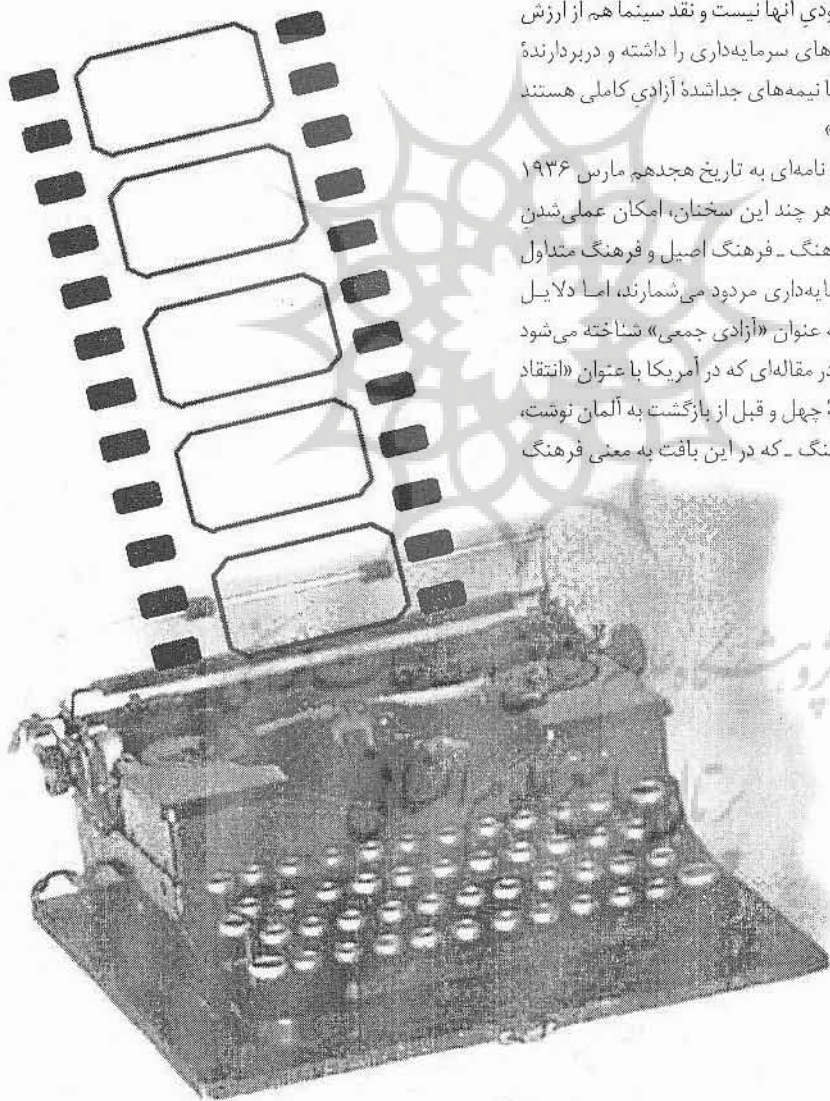 ودیِ آنها نیست و نقد سینما هم از ارزش
های سرمایه‌داری را داشته و دربردارندهٔ
ا نیمه‌های جداشدهٔ آزادیِ کاملی هستند
»
نامه‌ای به تاریخ هجدهم مارس ۱۹۳۶
هر چند این سخنان، امکان عملی‌شدنِ
هنگ ـ فرهنگ اصیل و فرهنگ متداول
ایه‌داری مردود می‌شمارند، اما دلایل
ه عنوان «آزادی جمعی» شناخته می‌شود
در مقاله‌ای که در آمریکا با عنوان «انتقاد
چهل و قبل از بازگشت به آلمان نوشت،
نگ ـ که در این بافت به معنی فرهنگ